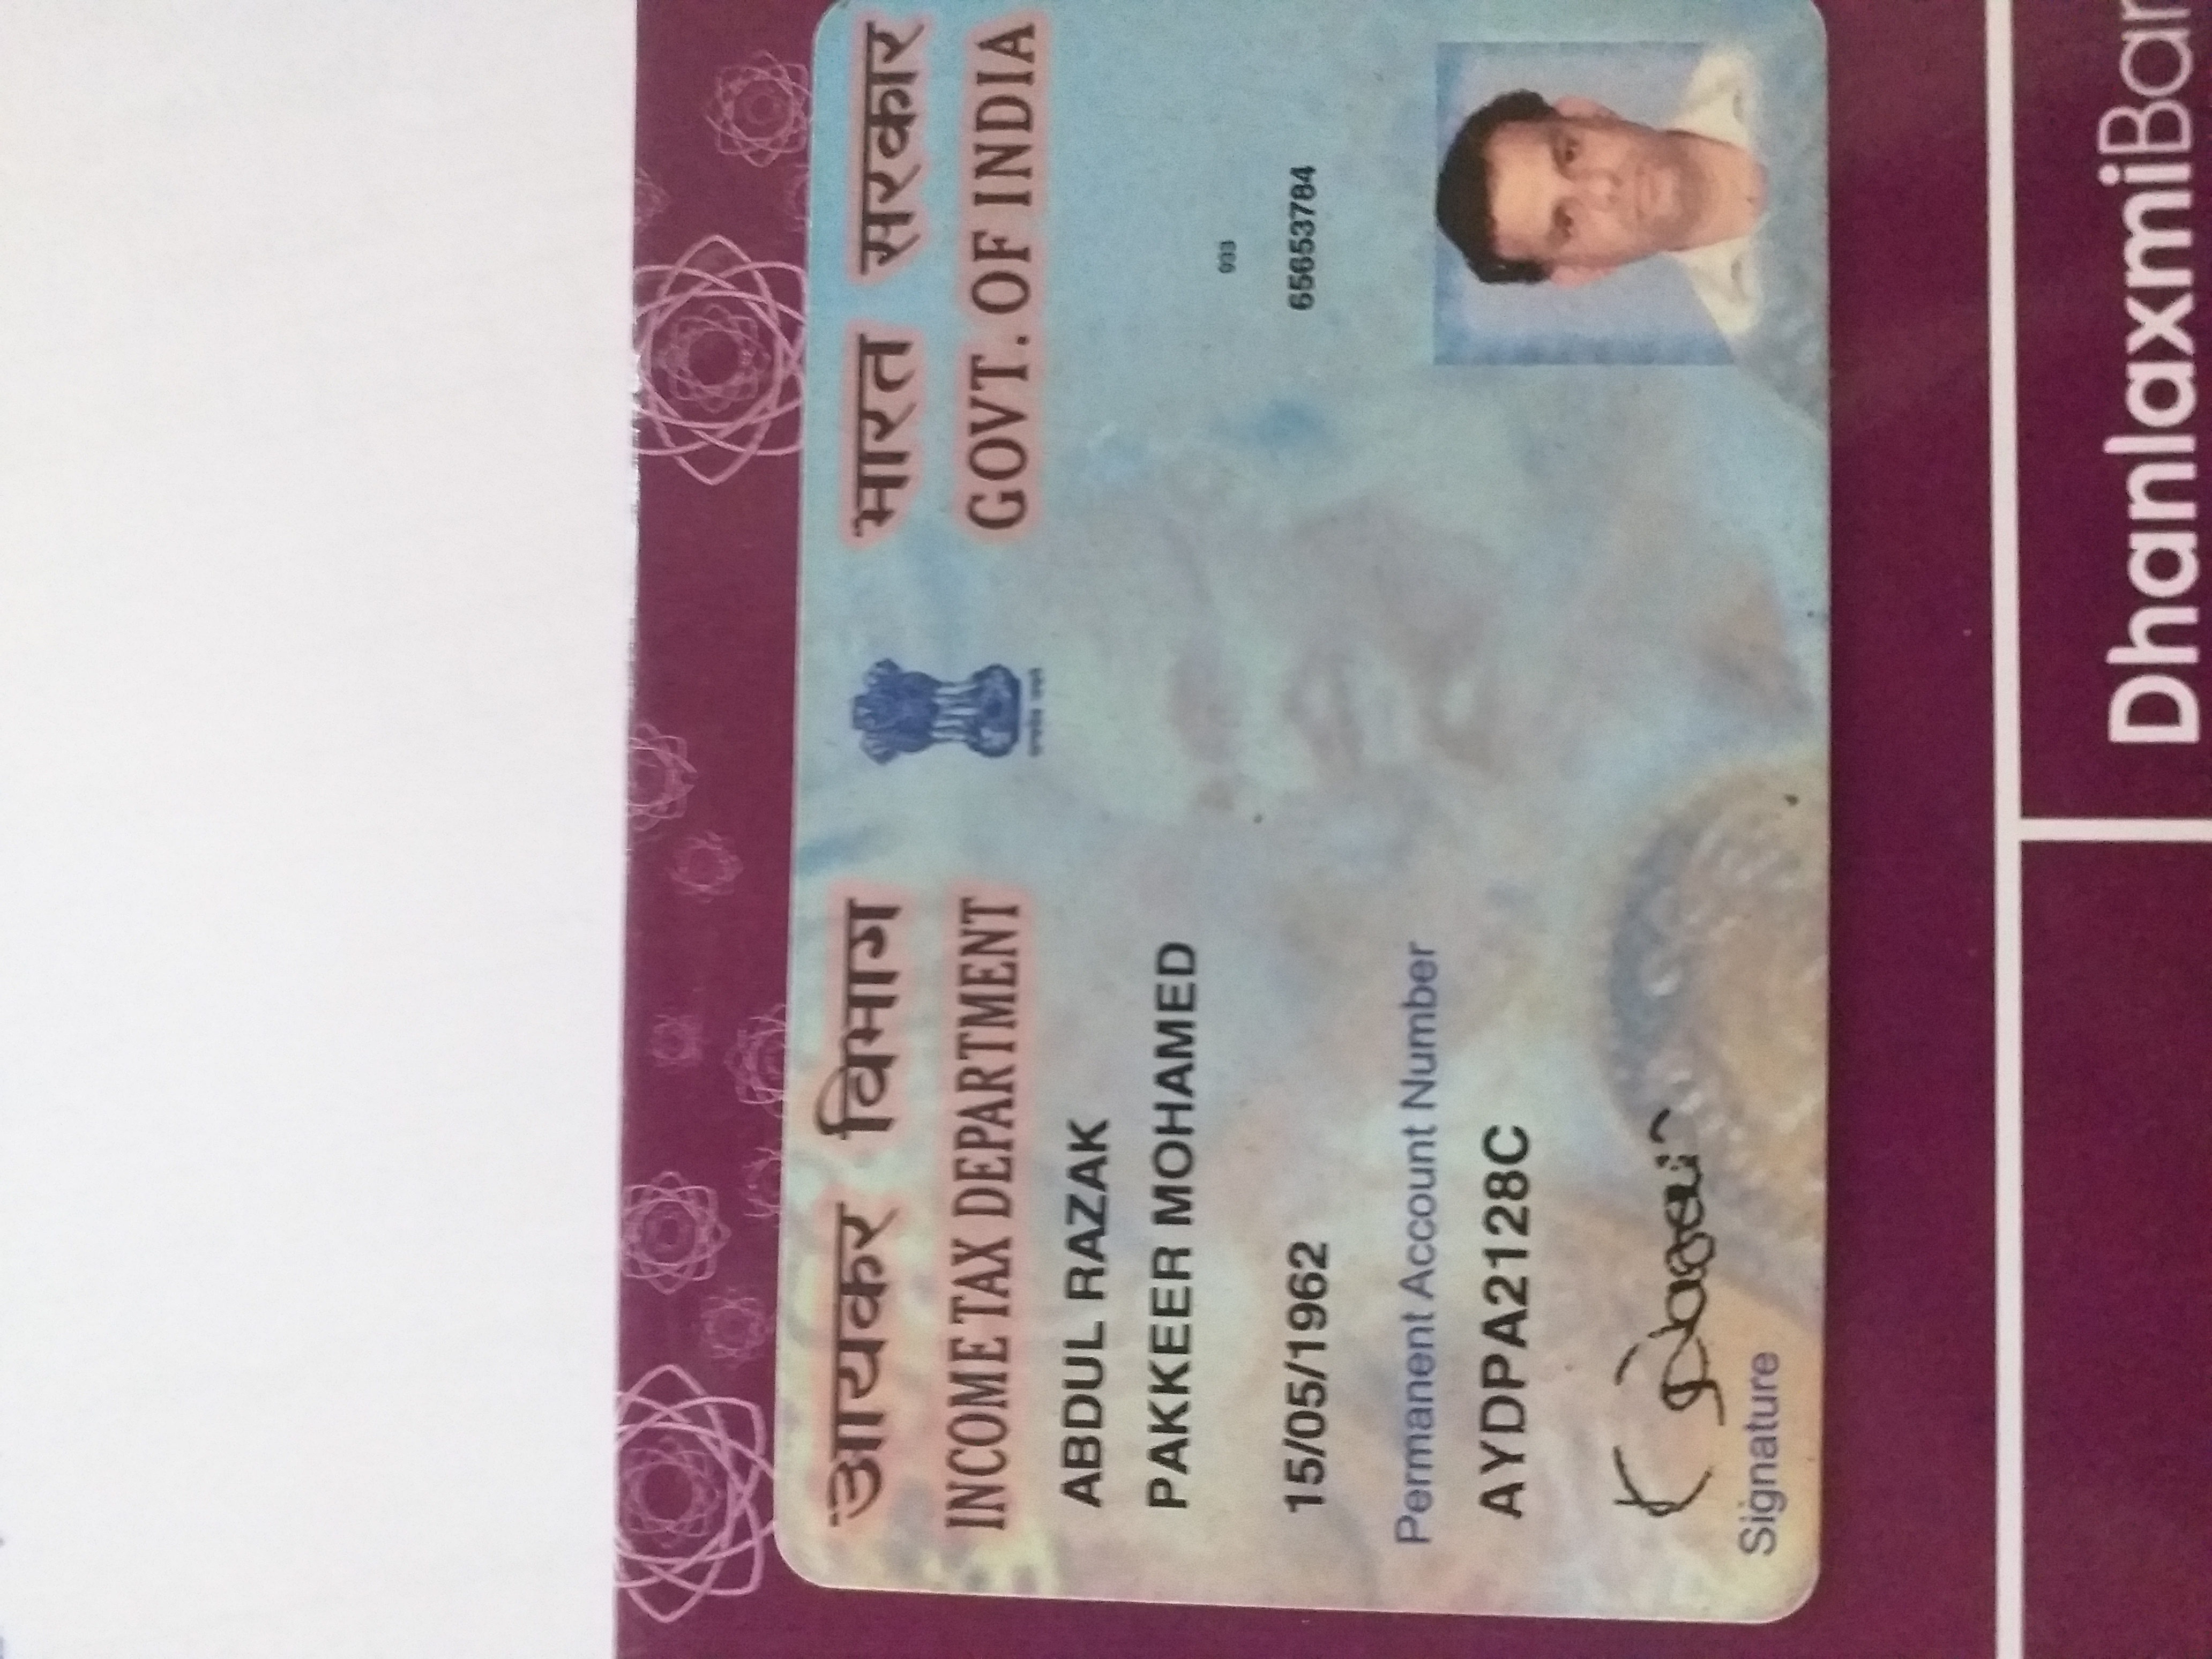 आयकर विभाग
INCOME TAX DEPARTMENT
भारत सरकार
GOVT. OF INDIA
ABDUL RAZAK
PAKKEER MOHAMED
15/05/1962
Permanent Account Number
AYDPA2128C
Signature
65653784
DhanlaxmiBan